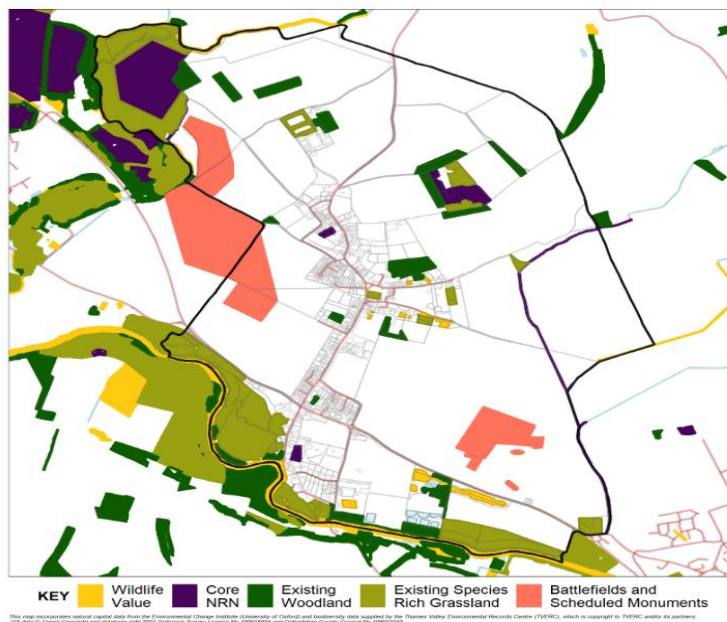 KEY Wildlife Value Core NRN Existing Woodland Existing Species Rich Grassland Battlefields and Scheduled Monuments
This map incorporates natural capital data from the Environmental Change Institute (University of Oxford) and biodiversity data supplied by the Thames Valley Environmental Records Centre (TVERC), which is copyright to TVERC and/or its partners.